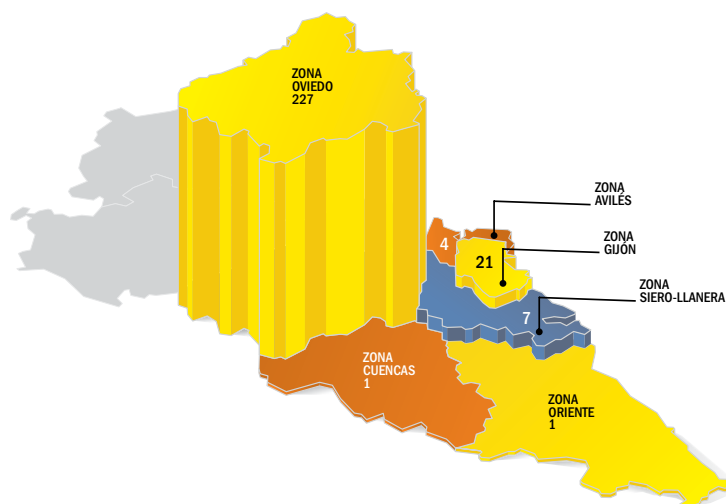 ZONA
OVIEDO
227
ZONA
AVILÉS
4
ZONA
GIJÓN
21
ZONA
SIERO-LLANERA
7
ZONA
CUENCAS
1
ZONA
ORIENTE
1